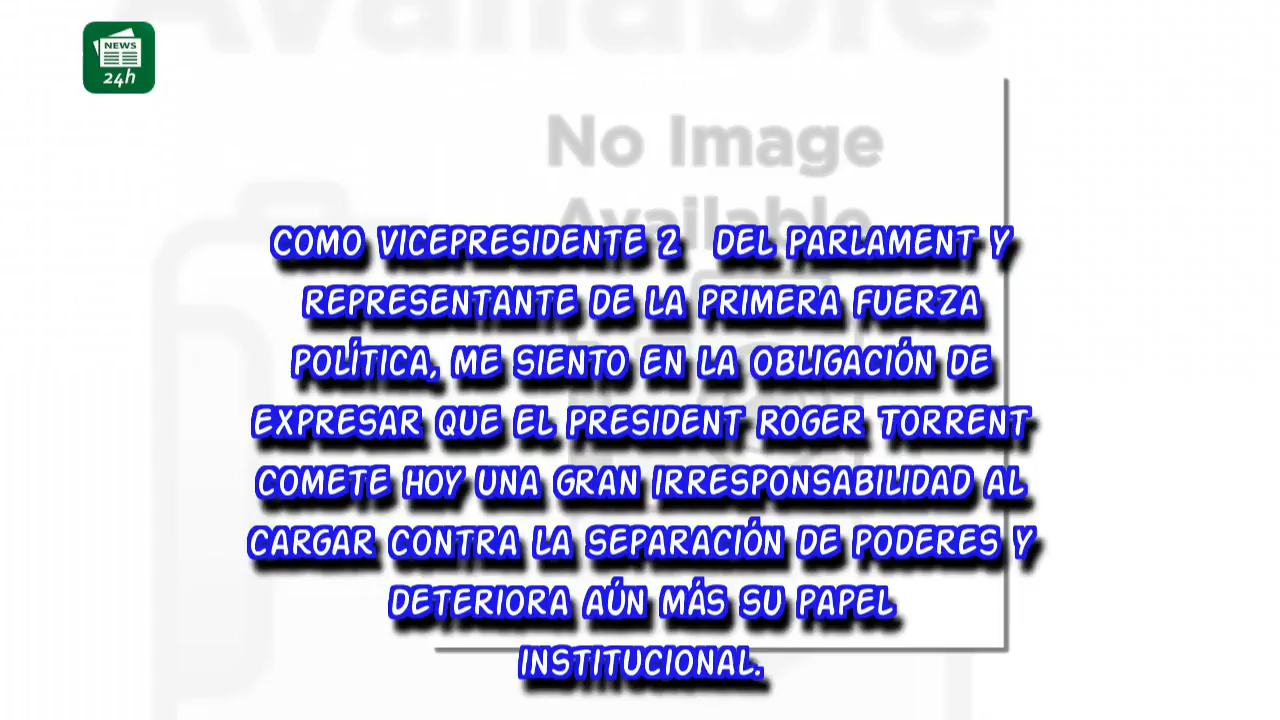 Available
NEWS
24h
No Image
Available
COMO VICEPRESIDENTE 2 DEL PARLAMENT Y
REPRESENTANTE DE LA PRIMERA FUERZA
POLÍTICA, ME SIENTO EN LA OBLIGACIÓN DE
EXPRESAR QUE EL PRESIDENT ROGER TORRENT
COMETE HOY UNA GRAN IRRESPONSABILIDAD AL
CARGAR CONTRA LA SEPARACIÓN DE PODERES Y
DETERIORA AÚN MÁS SU PAPEL
INSTITUCIONAL.